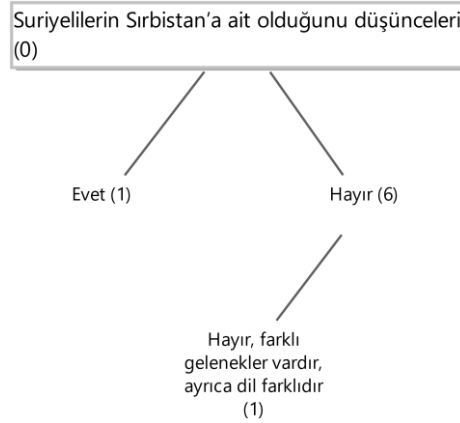 Suriyelilerin Sırbistan’a ait olduğunu düşünceleri
(0)
Evet (1)
Hayır (6)
Hayır, farklı
gelenekler vardır,
ayrıca dil farklıdır
(1)